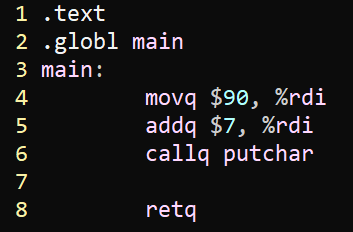 1 .text
2 .globl main
3 main:
4         movq $90, %rdi
5         addq $7, %rdi
6         callq putchar
7
8         retq